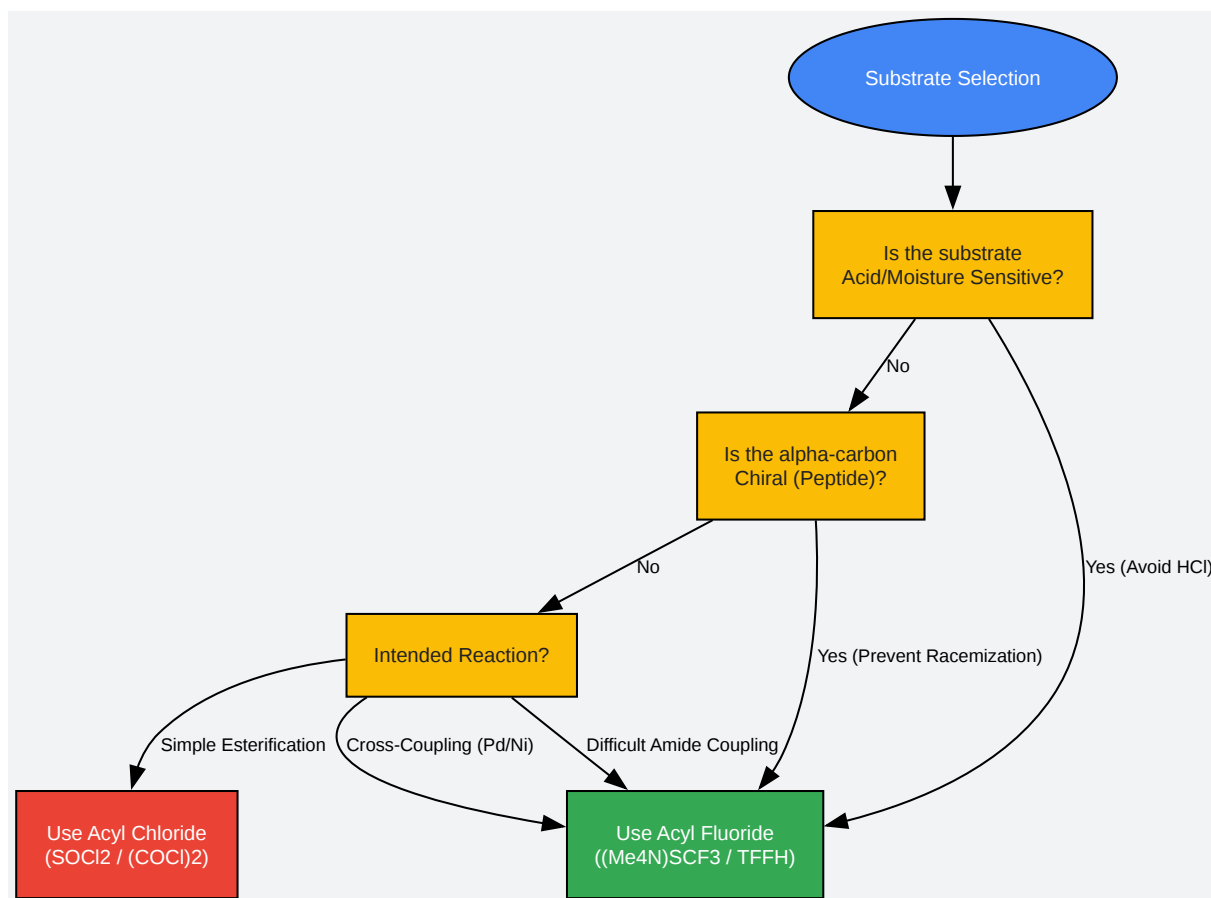 Substrate Selection
Is the substrate
Acid/Moisture Sensitive?
No
Is the alpha-carbon
Chiral (Peptide)?
No
Yes (Avoid HCl)
Intended Reaction?
Yes (Prevent Racemization)
Simple Esterification
Cross-Coupling (Pd/Ni)
Difficult Amide Coupling
Use Acyl Chloride
(SOCl2 / (COCl)2)
Use Acyl Fluoride
((Me4N)SCF3 / TFFH)